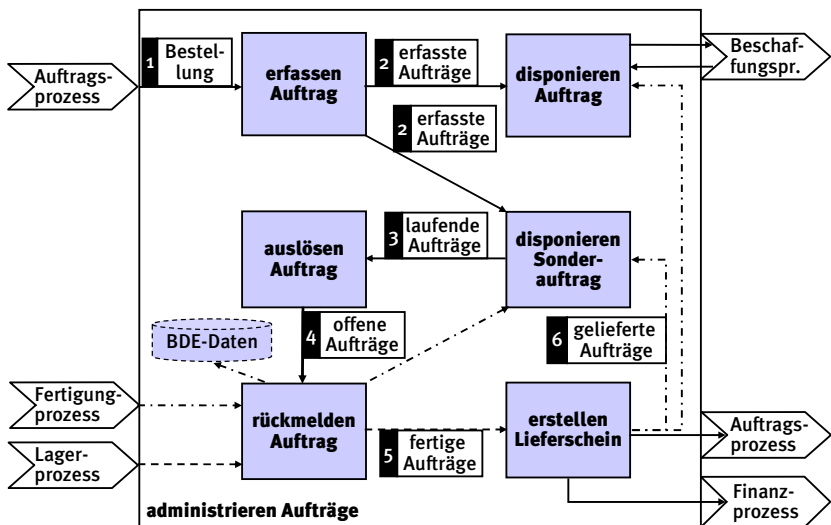 Auftrags-
prozess
1 Bestel-
lung
erfassen
Auftrag
2 erfasste
Aufträge
disponieren
Auftrag
Beschaf-
fungspr.
2 erfasste
Aufträge
auslösen
Auftrag
3 laufende
Aufträge
disponieren
Sonder-
auftrag
BDE-Daten
4 offene
Aufträge
6 gelieferte
Aufträge
Fertigung-
prozess
Lager-
prozess
rückmelden
Auftrag
5 fertige
Aufträge
erstellen
Lieferschein
Auftrags-
prozess
Finanz-
prozess
administrieren Aufträge